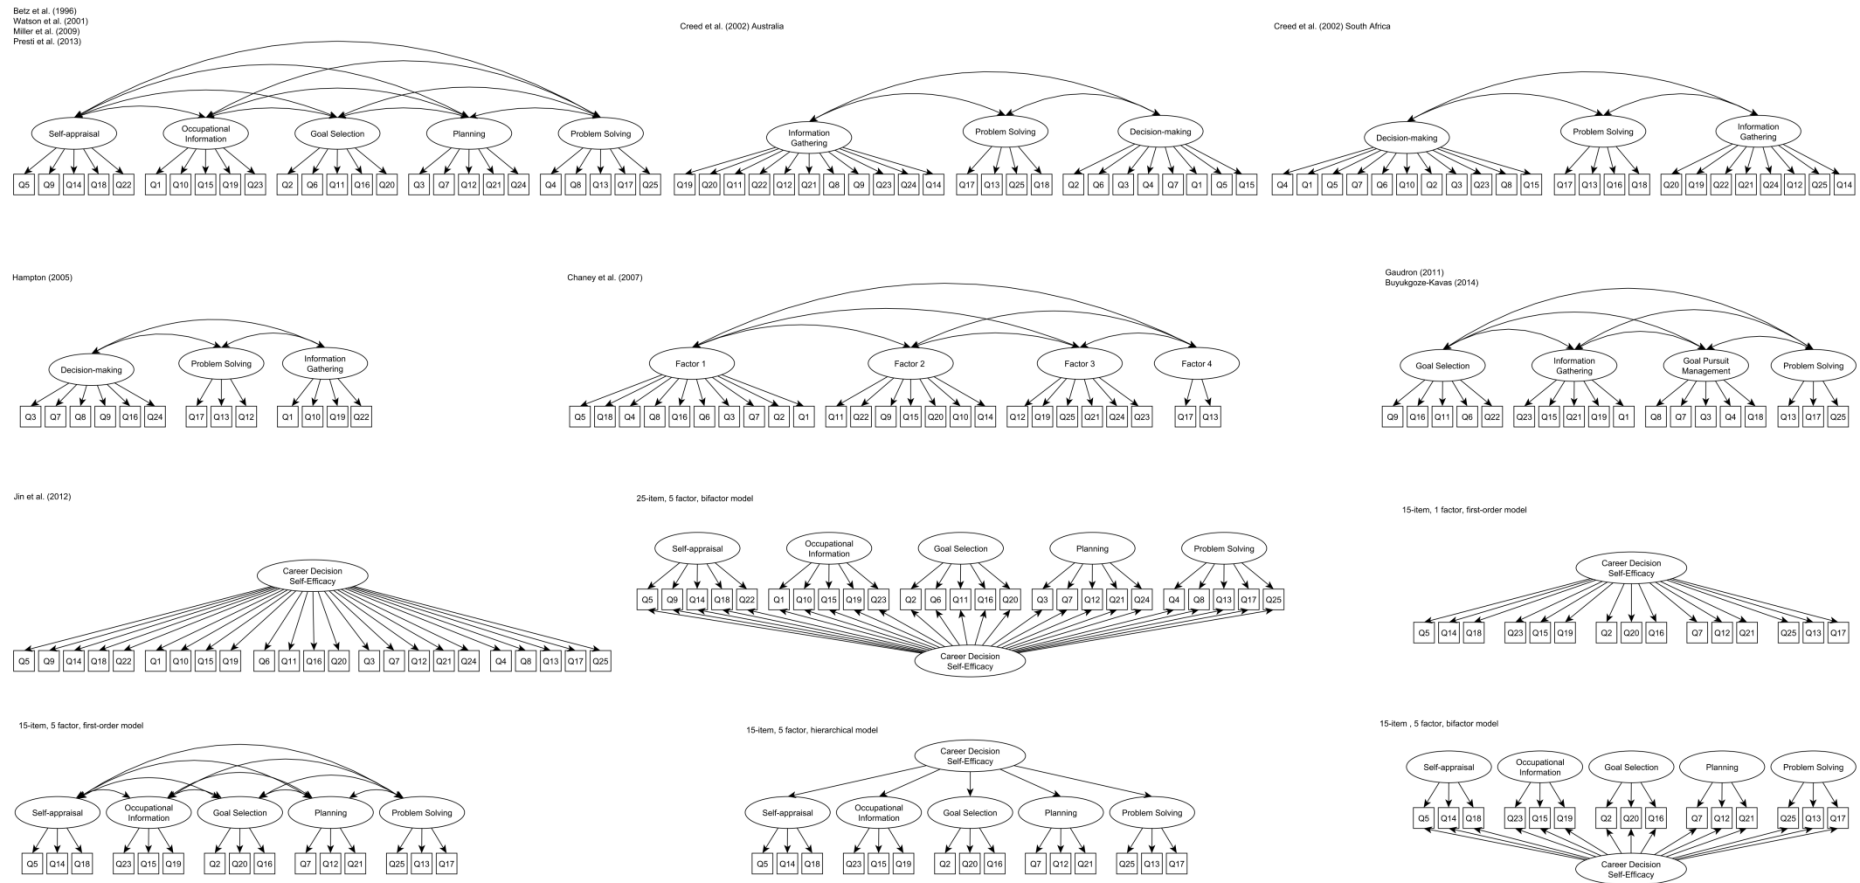 Betz et al. (1996)
Watson et al. (2001)
Miller et al. (2009)
Presti et al. (2013)
Self-appraisal
Occupational
Information
Goal Selection
Planning
Problem Solving
Q5 Q9 Q14 Q18 Q22 Q1 Q10 Q15 Q19 Q23 Q2 Q6 Q11 Q16 Q20 Q3 Q7 Q12 Q21 Q24 Q4 Q8 Q13 Q17 Q25
Creed et al. (2002) Australia
Information
Gathering
Problem Solving
Decision-making
Q19 Q20 Q11 Q22 Q12 Q21 Q8 Q9 Q23 Q24 Q14 Q17 Q13 Q25 Q18 Q2 Q6 Q3 Q4 Q7 Q1 Q5 Q15
Creed et al. (2002) South Africa
Decision-making
Problem Solving
Information
Gathering
Q4 Q1 Q5 Q7 Q6 Q10 Q2 Q3 Q23 Q8 Q15 Q17 Q13 Q16 Q18 Q20 Q19 Q22 Q21 Q24 Q12 Q25 Q14
Hampton (2005)
Decision-making
Problem Solving
Information
Gathering
Q3 Q7 Q8 Q9 Q16 Q24 Q17 Q13 Q12 Q1 Q10 Q19 Q22
Chaney et al. (2007)
Factor 1
Factor 2
Factor 3
Factor 4
Q5 Q18 Q4 Q8 Q16 Q6 Q3 Q7 Q2 Q1 Q11 Q22 Q9 Q15 Q20 Q10 Q14 Q12 Q19 Q25 Q21 Q24 Q23 Q17 Q13
Gaudron (2011)
Buyukgoze-Kavas (2014)
Goal Selection
Information
Gathering
Goal Pursuit
Management
Problem Solving
Q9 Q16 Q11 Q6 Q22 Q23 Q15 Q21 Q19 Q1 Q8 Q7 Q3 Q4 Q18 Q13 Q17 Q25
Jin et al. (2012)
Career Decision
Self-Efficacy
Q5 Q9 Q14 Q18 Q22 Q1 Q10 Q15 Q19 Q6 Q11 Q16 Q20 Q3 Q7 Q12 Q21 Q24 Q4 Q8 Q13 Q17 Q25
25-item, 5 factor, bifactor model
Self-appraisal
Occupational
Information
Goal Selection
Planning
Problem Solving
Q5 Q9 Q14 Q18 Q22 Q1 Q10 Q15 Q19 Q23 Q2 Q6 Q11 Q16 Q20 Q3 Q7 Q12 Q21 Q24 Q4 Q8 Q13 Q17 Q25
Career Decision
Self-Efficacy
15-item, 1 factor, first-order model
Career Decision
Self-Efficacy
Q5 Q14 Q18 Q23 Q15 Q19 Q2 Q20 Q16 Q7 Q12 Q21 Q25 Q13 Q17
15-item, 5 factor, first-order model
Self-appraisal
Occupational
Information
Goal Selection
Planning
Problem Solving
Q5 Q14 Q18 Q23 Q15 Q19 Q2 Q20 Q16 Q7 Q12 Q21 Q25 Q13 Q17
15-item, 5 factor, hierarchical model
Career Decision
Self-Efficacy
Self-appraisal
Occupational
Information
Goal Selection
Planning
Problem Solving
Q5 Q14 Q18 Q23 Q15 Q19 Q2 Q20 Q16 Q7 Q12 Q21 Q25 Q13 Q17
15-item , 5 factor, bifactor model
Self-appraisal
Occupational
Information
Goal Selection
Planning
Problem Solving
Q5 Q14 Q18 Q23 Q15 Q19 Q2 Q20 Q16 Q7 Q12 Q21 Q25 Q13 Q17
Career Decision
Self-Efficacy